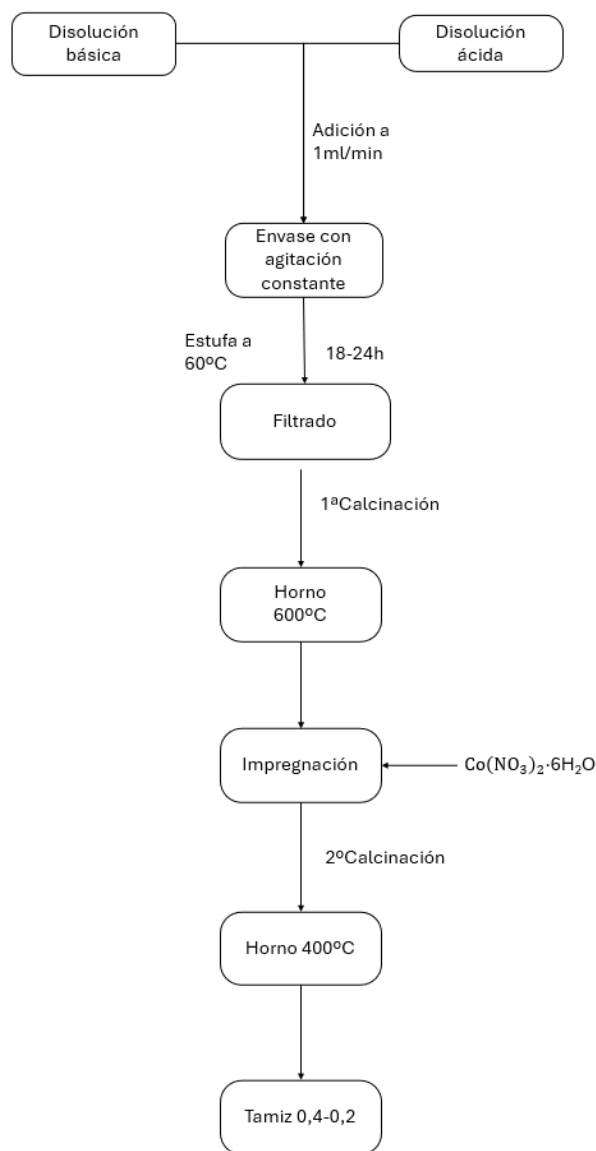 Disolución
básica
Disolución
ácida
Adición a
1ml/min
Envase con
agitación
constante
Estufa a
60ºC
18-24h
Filtrado
1ªCalcinación
Horno
600ºC
Impregnación
Co(NO₃)₂·6H₂O
2ºCalcinación
Horno 400ºC
Tamiz 0,4-0,2